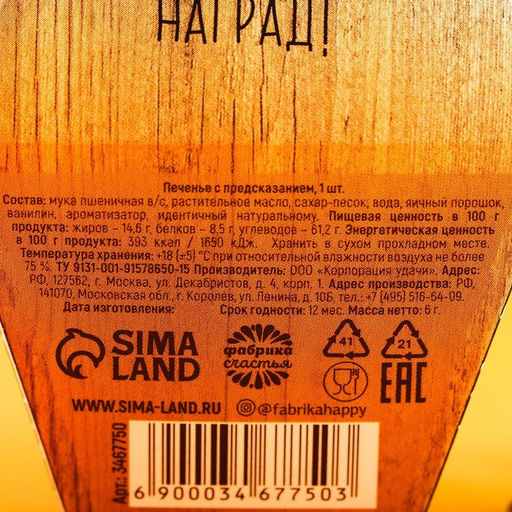 НАГРАД!
Печенье с предсказанием, 1 шт.
Состав: мука пшеничная в/с, растительное масло, сахар-песок, вода, яичный порошок,
ванилин, ароматизатор, идентичный натуральному. Пищевая ценность в 100 г
продукта: жиров - 14,6 г, белков - 8,5 г, углеводов - 61,2 г. Энергетическая ценность
в 100 г продукта: 393 ккал / 1650 кДж. Хранить в сухом прохладном месте.
Температура хранения: +18 (±5) °С при относительной влажности воздуха не более
75 %. ТУ 9131-001-91578650-15 Производитель: ООО «Корпорация удачи». Адрес:
РФ, 127562, г. Москва, ул. Декабристов, д. 4, корп. 1. Адрес производства: РФ,
141070, Московская обл., г. Королев, ул. Ленина, д. 10Б, тел.: +7 (495) 516-64-09.
Дата изготовления: Срок годности: 12 мес. Масса нетто: 6 г.
SIMA LAND
фабрика счастья
41
21
EAC
WWW.SIMA-LAND.RU @fabrikahappy
Арт.: 3467750
6 900034 677503